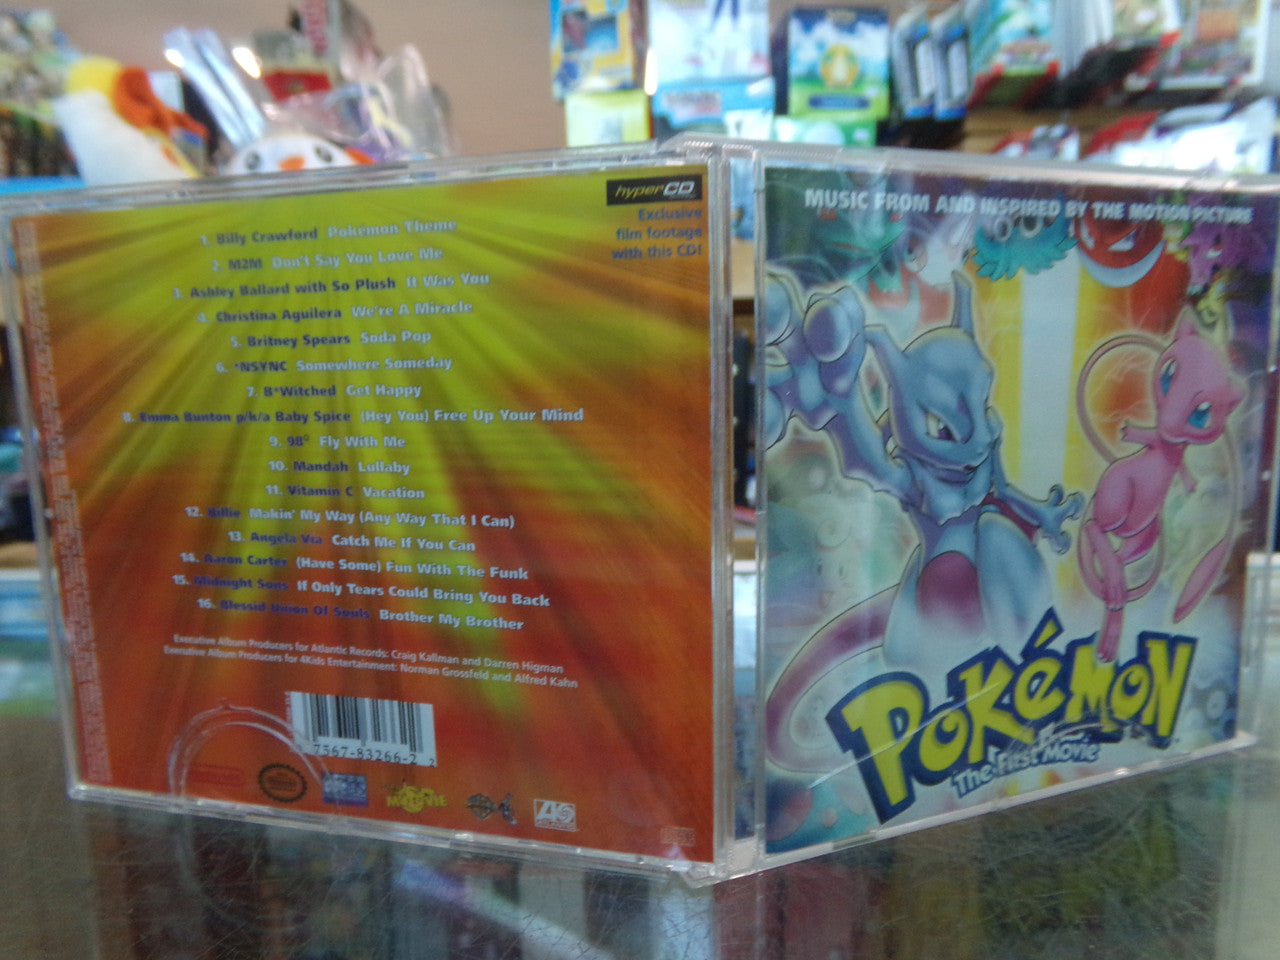 hyperCD
Exclusive
film footage
with this CD!
1. Billy Crawford Pokémon Theme
2. M2M Don't Say You Love Me
3. Ashley Ballard with So Plush It Was You
4. Christina Aguilera We're A Miracle
5. Britney Spears Soda Pop
6. *NSYNC Somewhere Someday
7. B*Witched Get Happy
8. Emma Bunton p/k/a Baby Spice (Hey You) Free Up Your Mind
9. 98° Fly With Me
10. Mandah Lullaby
11. Vitamin C Vacation
12. Billie Makin' My Way (Any Way That I Can)
13. Angela Via Catch Me If You Can
14. Aaron Carter (Have Some) Fun With The Funk
15. Midnight Sons If Only Tears Could Bring You Back
16. Blessid Union Of Souls Brother My Brother
Executive Album Producers for Atlantic Records: Craig Kallman and Darren Higman
Executive Album Producers for 4Kids Entertainment: Norman Grossfeld and Alfred Kahn
7567-83266-2 2
MUSIC FROM AND INSPIRED BY THE MOTION PICTURE
POKéMON
The First Movie